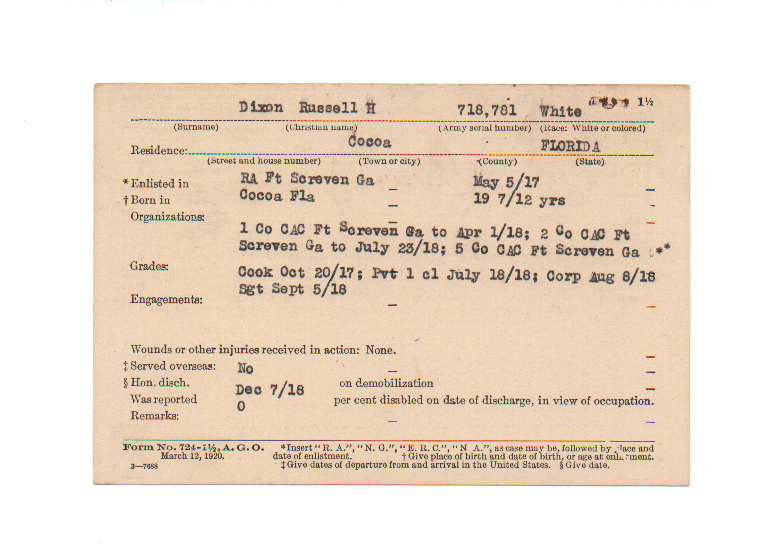 Dixon Russell H 718,781 White 1½
(Surname) (Christian name) (Army serial number) (Race: White or colored)
Residence: Cocoa FLORIDA
(Street and house number) (Town or city) (County) (State)
*Enlisted in RA Ft Screven Ga May 5/17
†Born in Cocoa Fla 19 7/12 yrs
Organizations:
1 Co CAC Ft Screven Ga to Apr 1/18; 2 Co CAC Ft
Screven Ga to July 23/18; 5 Co CAC Ft Screven Ga **
Grades: Cook Oct 20/17; Pvt 1 cl July 18/18; Corp Aug 8/18
Sgt Sept 5/18
Engagements:
Wounds or other injuries received in action: None.
‡Served overseas: No
§Hon. disch. Dec 7/18 on demobilization
Was reported 0 per cent disabled on date of discharge, in view of occupation.
Remarks:
Form No. 724-1½, A. G. O. *Insert "R. A.", "N. G.", "E. R. C.", "N A.", as case may be, followed by place and
March 12, 1920. date of enlistment. †Give place of birth and date of birth, or age at enlistment.
3—7688 ‡Give dates of departure from and arrival in the United States. §Give date.